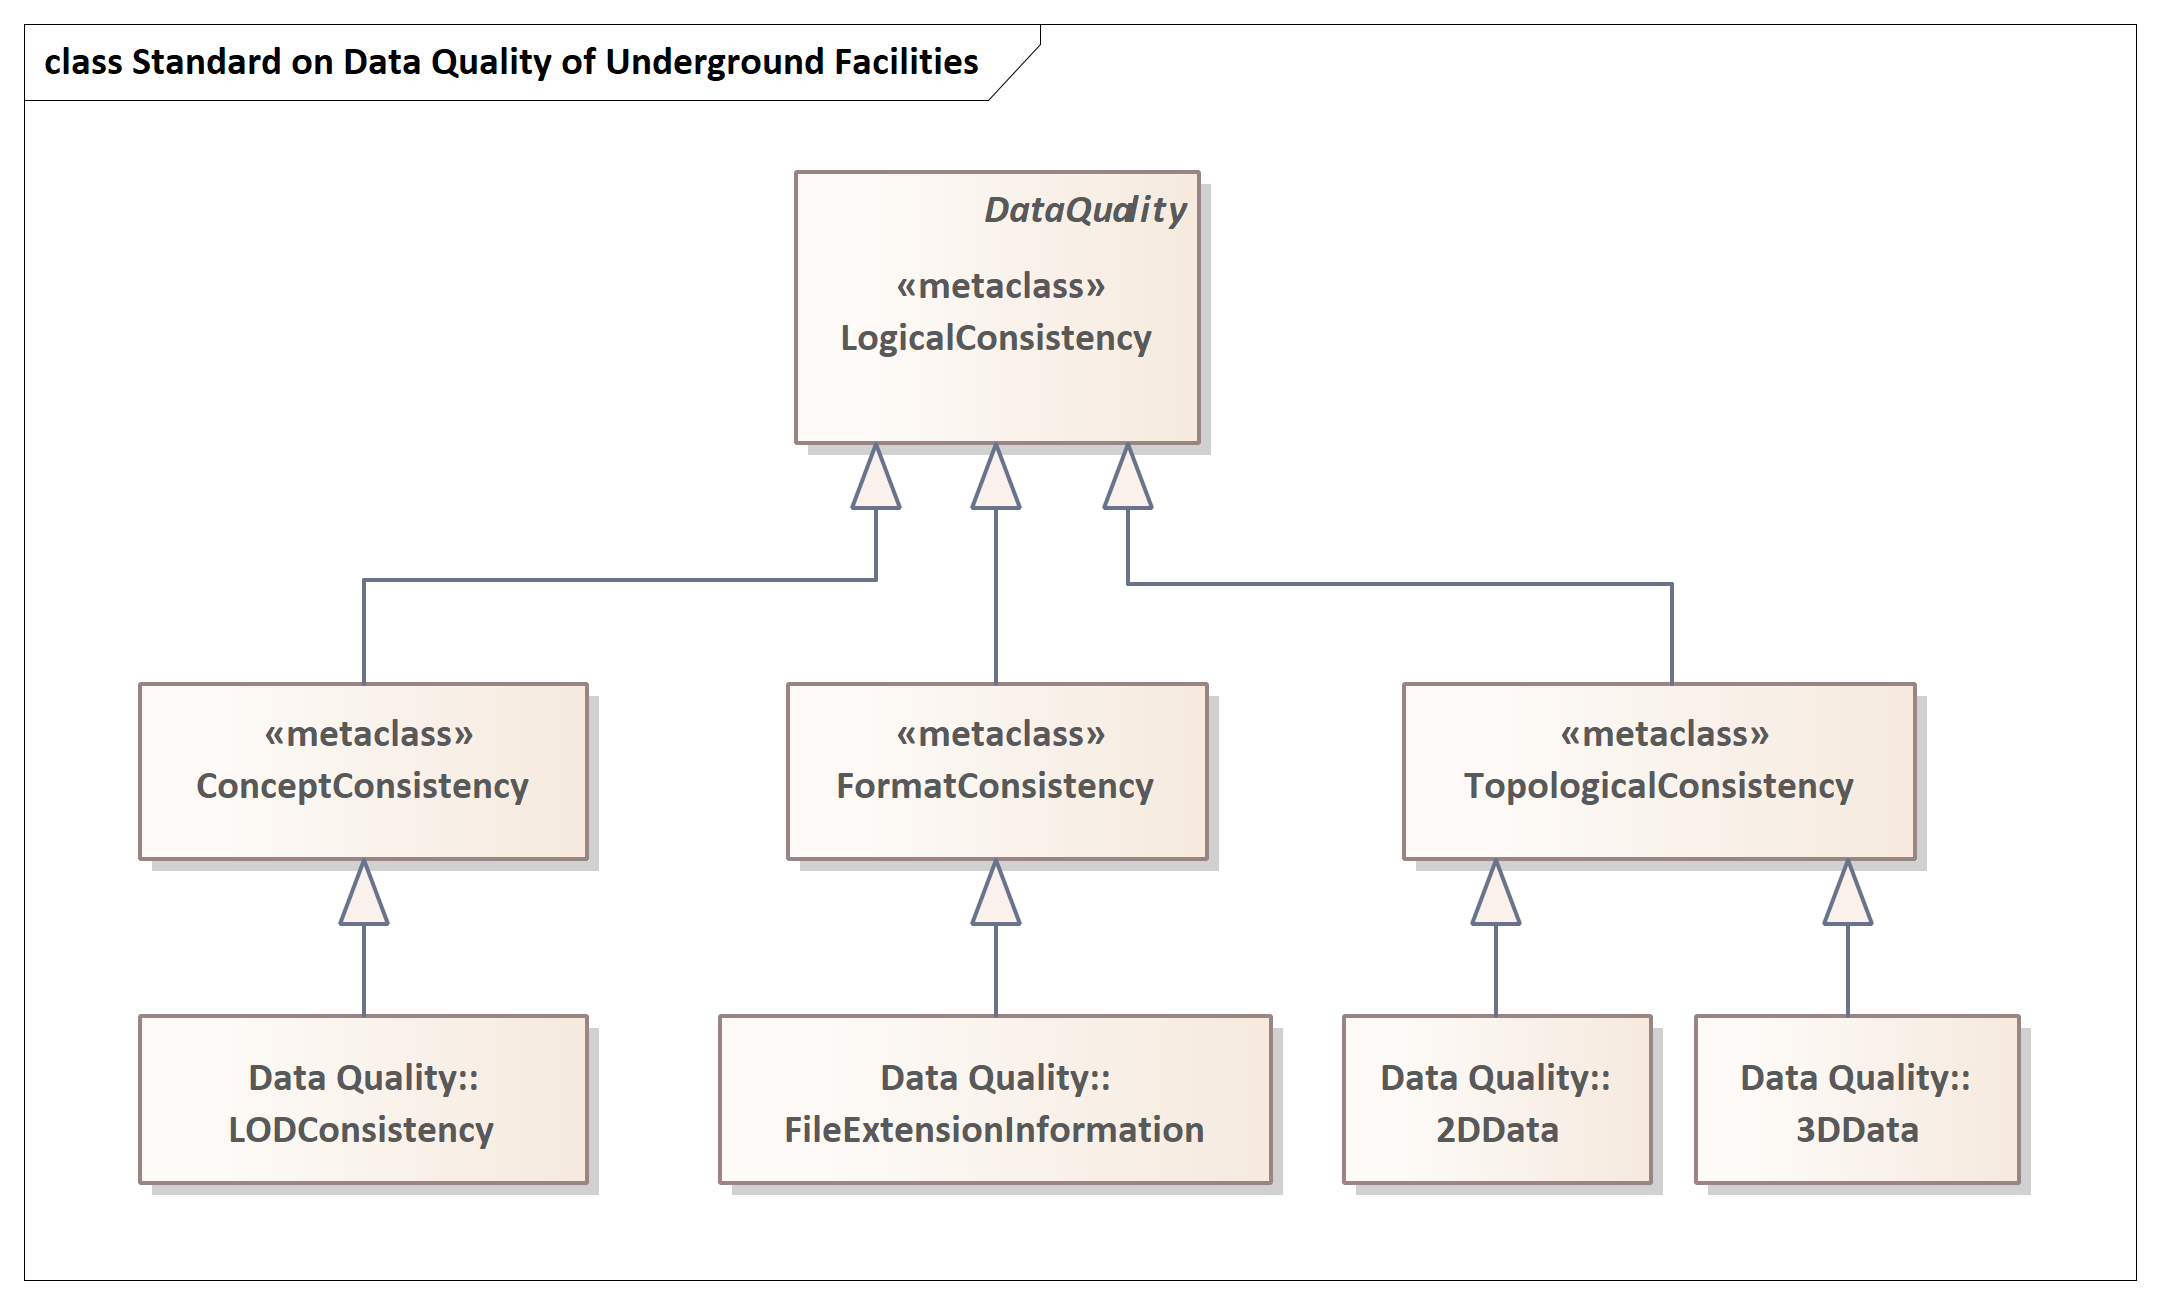 class Standard on Data Quality of Underground Facilities
DataQuality
«metaclass»
LogicalConsistency
«metaclass»
ConceptConsistency
«metaclass»
FormatConsistency
«metaclass»
TopologicalConsistency
Data Quality::
LODConsistency
Data Quality::
FileExtensionInformation
Data Quality::
2DData
Data Quality::
3DData